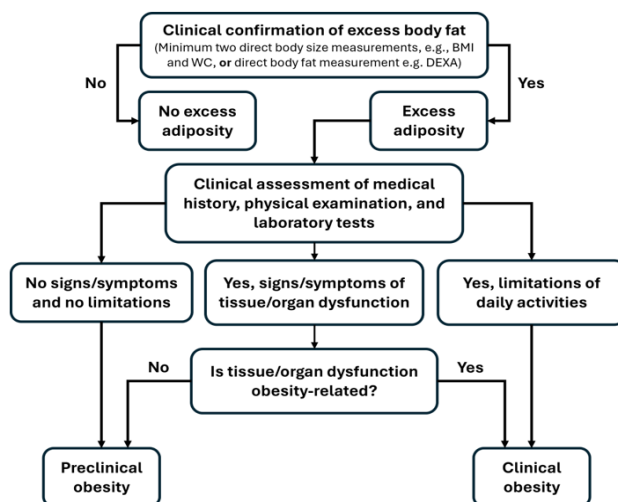 Clinical confirmation of excess body fat
(Minimum two direct body size measurements, e.g., BMI
and WC, or direct body fat measurement e.g. DEXA)
No
Yes
No excess
adiposity
Excess
adiposity
Clinical assessment of medical
history, physical examination, and
laboratory tests
No signs/symptoms
and no limitations
Yes, signs/symptoms of
tissue/organ dysfunction
Yes, limitations of
daily activities
No
Is tissue/organ dysfunction
obesity-related?
Yes
Preclinical
obesity
Clinical
obesity